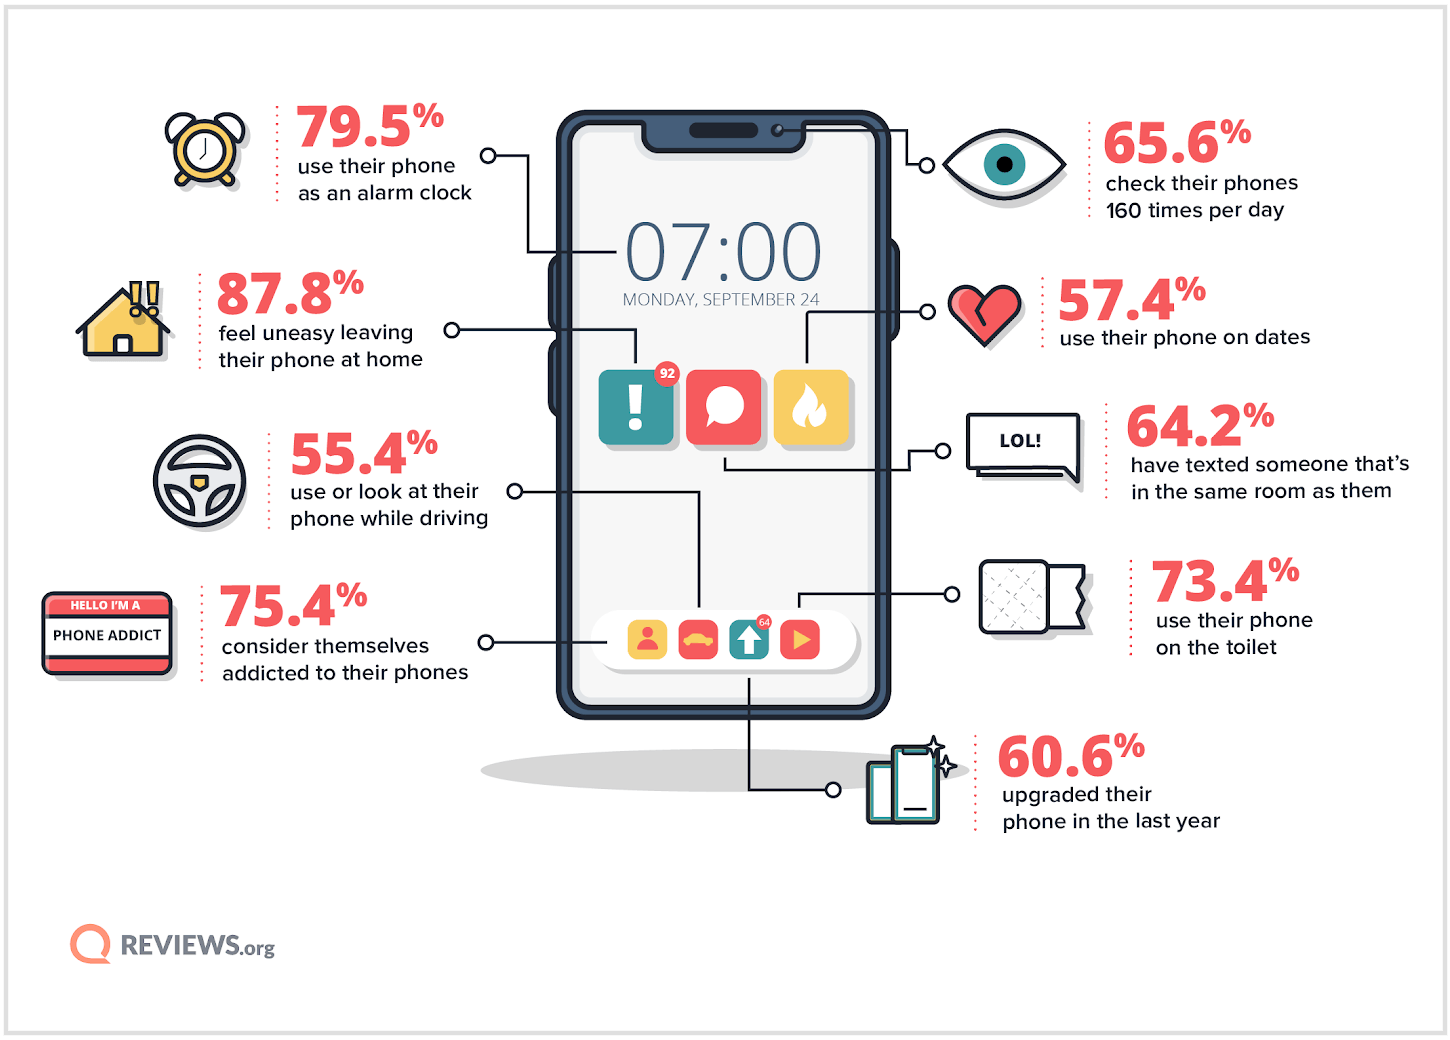 79.5%
use their phone
as an alarm clock
87.8%
feel uneasy leaving
their phone at home
55.4%
use or look at their
phone while driving
HELLO I'M A
PHONE ADDICT
75.4%
consider themselves
addicted to their phones
07:00
MONDAY, SEPTEMBER 24
92
64
65.6%
check their phones
160 times per day
57.4%
use their phone on dates
LOL!
64.2%
have texted someone that's
in the same room as them
73.4%
use their phone
on the toilet
60.6%
upgraded their
phone in the last year
REVIEWS.org